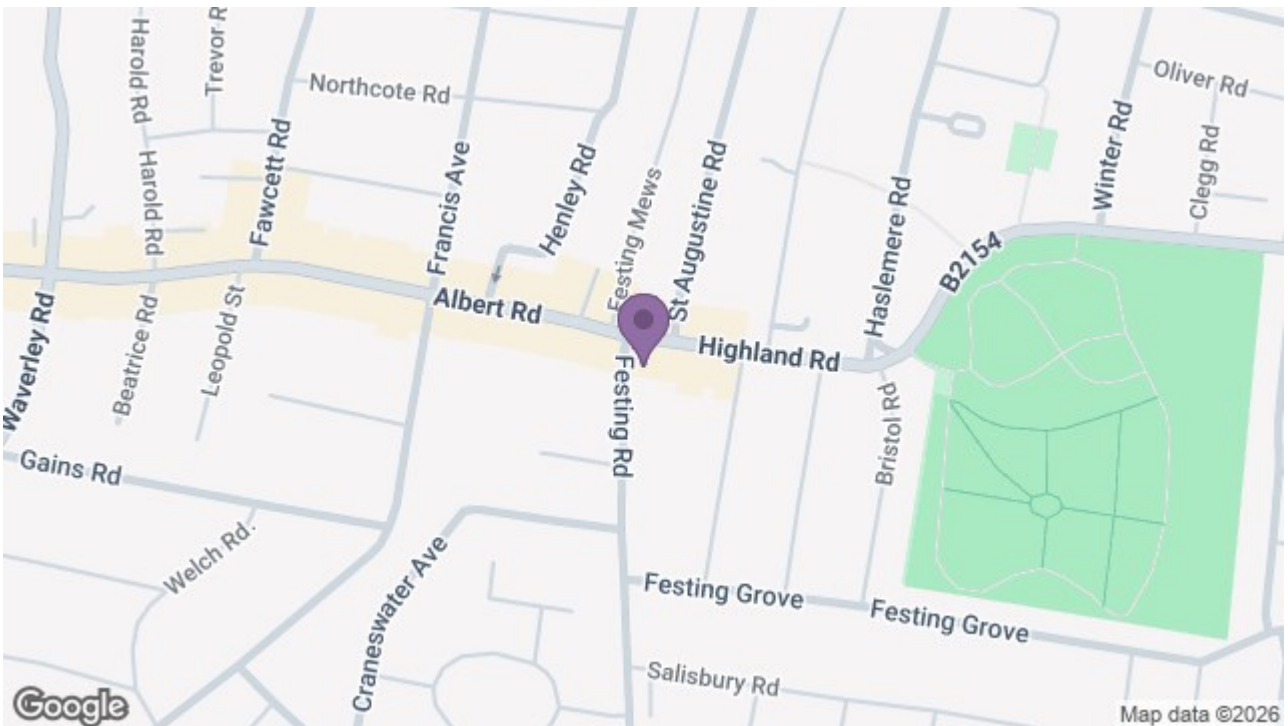 Harold Rd
Trevor R
Northcote Rd
Oliver Rd
Harold Rd
Fawcett Rd
Francis Ave
Henley Rd
Festing Mews
St Augustine Rd
Haslemere Rd
Winter Rd
Clegg Rd
B2154
Waverley Rd
Beatrice Rd
Leopold St
Albert Rd
Highland Rd
Festing Rd
Bristol Rd
Gains Rd
Welch Rd.
Craneswater Ave
Festing Grove
Festing Grove
Salisbury Rd
Google
Map data ©2026